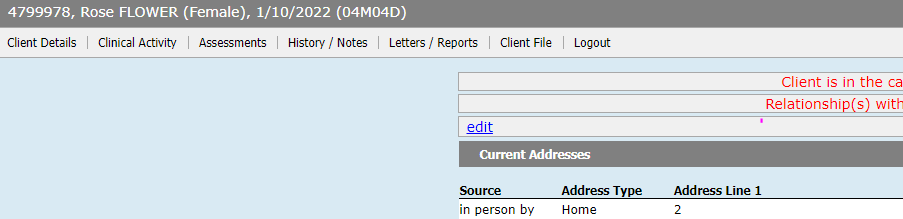 4799978, Rose FLOWER (Female), 1/10/2022 (04M04D)
Client Details Clinical Activity Assessments History / Notes Letters / Reports Client File Logout
Client is in the ca
Relationship(s) with
edit
Current Addresses
Source Address Type Address Line 1
in person by Home 2